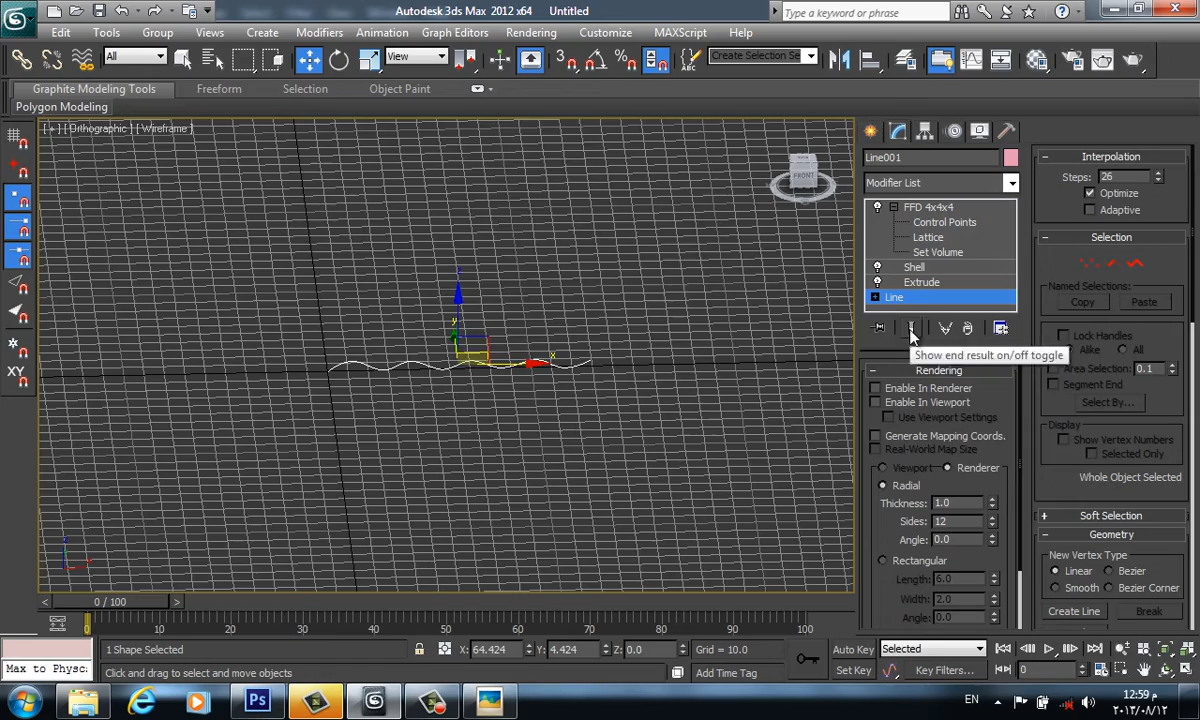 Autodesk 3ds Max 2012 x64 Untitled
Type a keyword or phrase
Edit Tools Group Views Create Modifiers Animation Graph Editors Rendering Customize MAXScript Help
All
View
Create Selection Se
Graphite Modeling Tools Freeform Selection Object Paint
Polygon Modeling
[ + ] [ Orthographic ] [ Wireframe ]
FRONT
z
y
x
XY
Line001
Modifier List
FFD 4x4x4
Control Points
Lattice
Set Volume
Shell
Extrude
Line
Show end result on/off toggle
Rendering
Enable In Renderer
Enable In Viewport
Use Viewport Settings
Generate Mapping Coords.
Real-World Map Size
Viewport Renderer
Radial
Thickness: 1.0
Sides: 12
Angle: 0.0
Rectangular
Length: 6.0
Width: 2.0
Angle: 0.0
Interpolation
Steps: 26
Optimize
Adaptive
Selection
Named Selections:
Copy Paste
Lock Handles
Alike All
Area Selection: 0.1
Segment End
Select By...
Display
Show Vertex Numbers
Selected Only
Whole Object Selected
Soft Selection
Geometry
New Vertex Type
Linear Bezier
Smooth Bezier Corner
Create Line Break
< 0 / 100 >
0 10 20 30 40 50 60 70 80 90 100
1 Shape Selected
X: 64.424 Y: 4.424 Z: 0.0 Grid = 10.0
Auto Key Selected
Max to Physc
Click and drag to select and move objects
Add Time Tag
Set Key Key Filters... 0
Ps
EN
12:59 م
٢٠١٣/٠٨/١٢